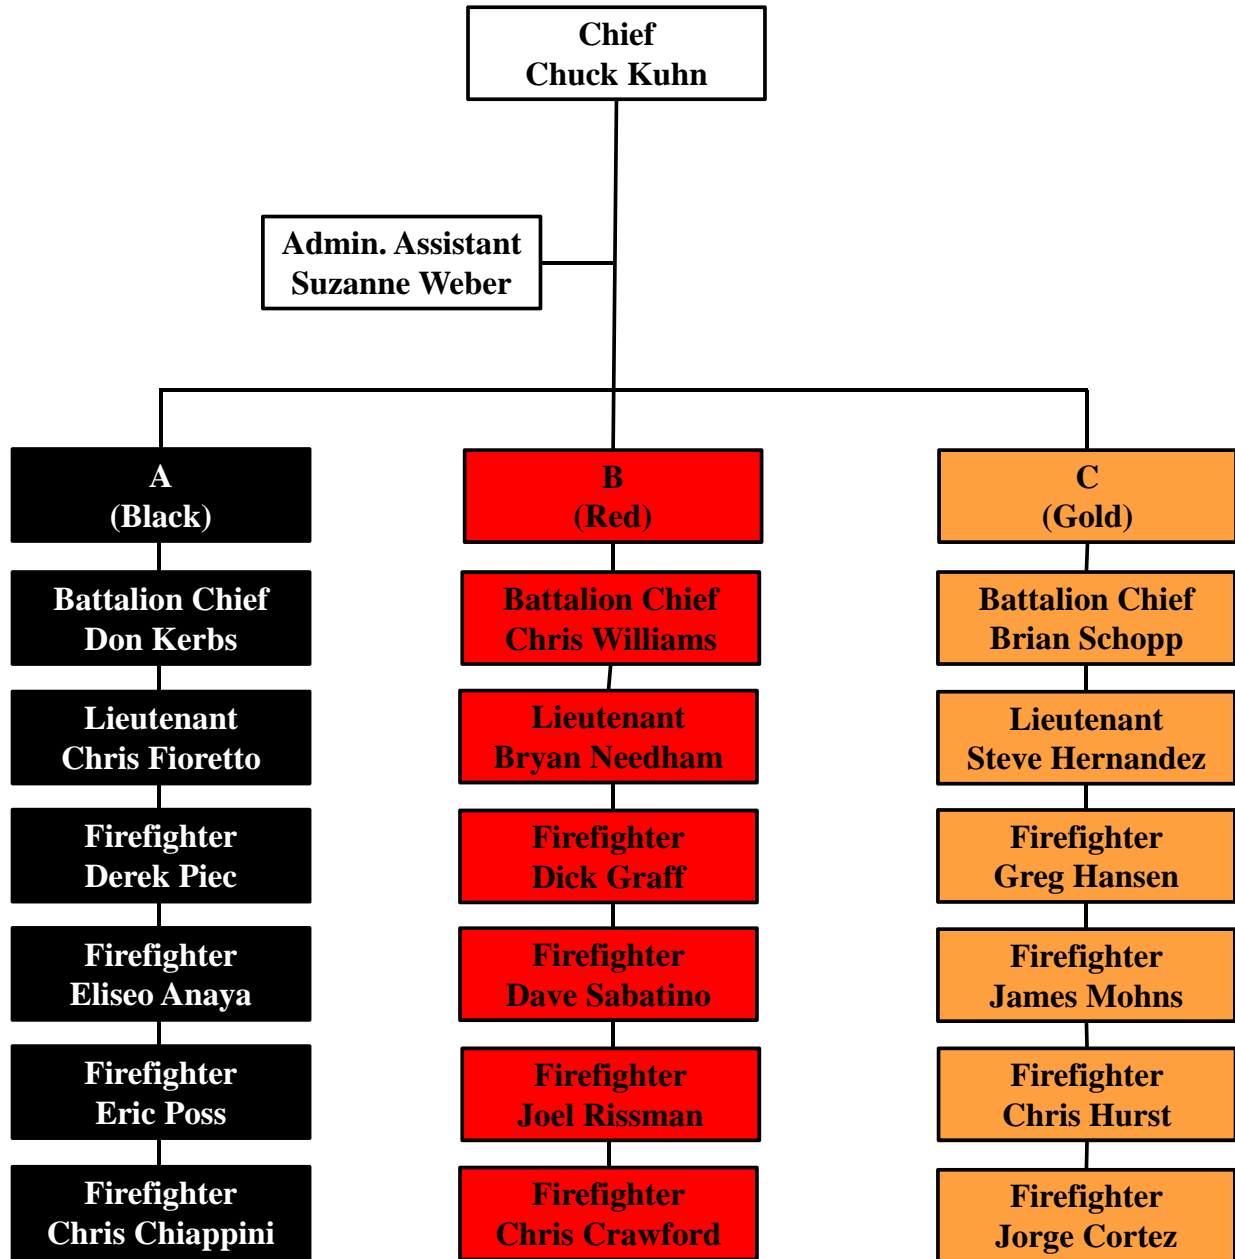 Chief
Chuck Kuhn
Admin. Assistant
Suzanne Weber
A
(Black)
Battalion Chief
Don Kerbs
Lieutenant
Chris Fioretto
Firefighter
Derek Piec
Firefighter
Eliseo Anaya
Firefighter
Eric Poss
Firefighter
Chris Chiappini
B
(Red)
Battalion Chief
Chris Williams
Lieutenant
Bryan Needham
Firefighter
Dick Graff
Firefighter
Dave Sabatino
Firefighter
Joel Rissman
Firefighter
Chris Crawford
C
(Gold)
Battalion Chief
Brian Schopp
Lieutenant
Steve Hernandez
Firefighter
Greg Hansen
Firefighter
James Mohns
Firefighter
Chris Hurst
Firefighter
Jorge Cortez